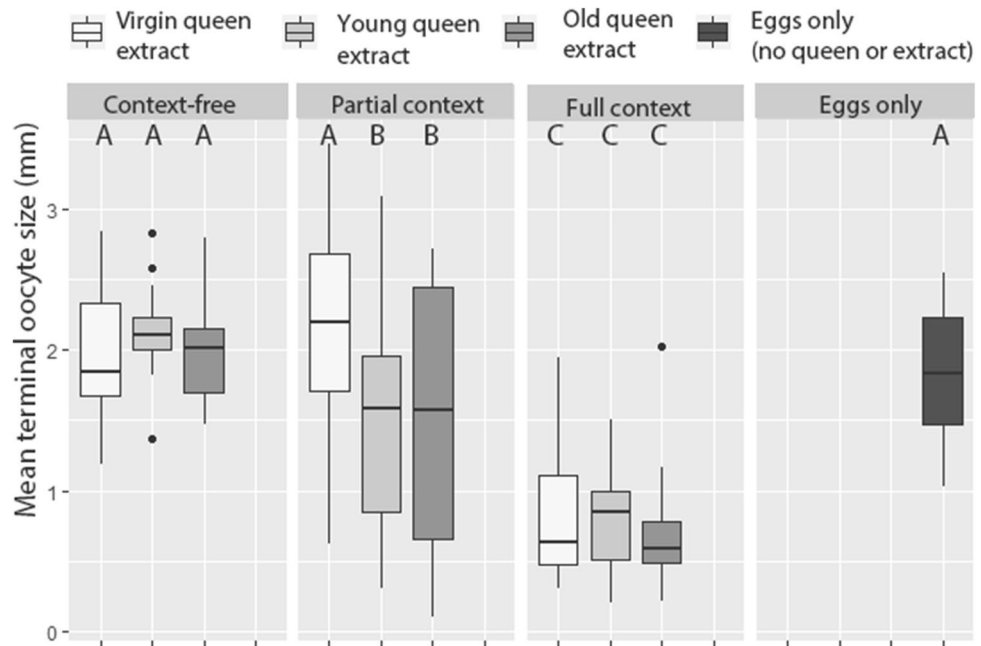 Virgin queen
extract
Young queen
extract
Old queen
extract
Eggs only
(no queen or extract)
Context-free
Partial context
Full context
Eggs only
A A A
A B B
C C C
A
Mean terminal oocyte size (mm)
3
2
1
0